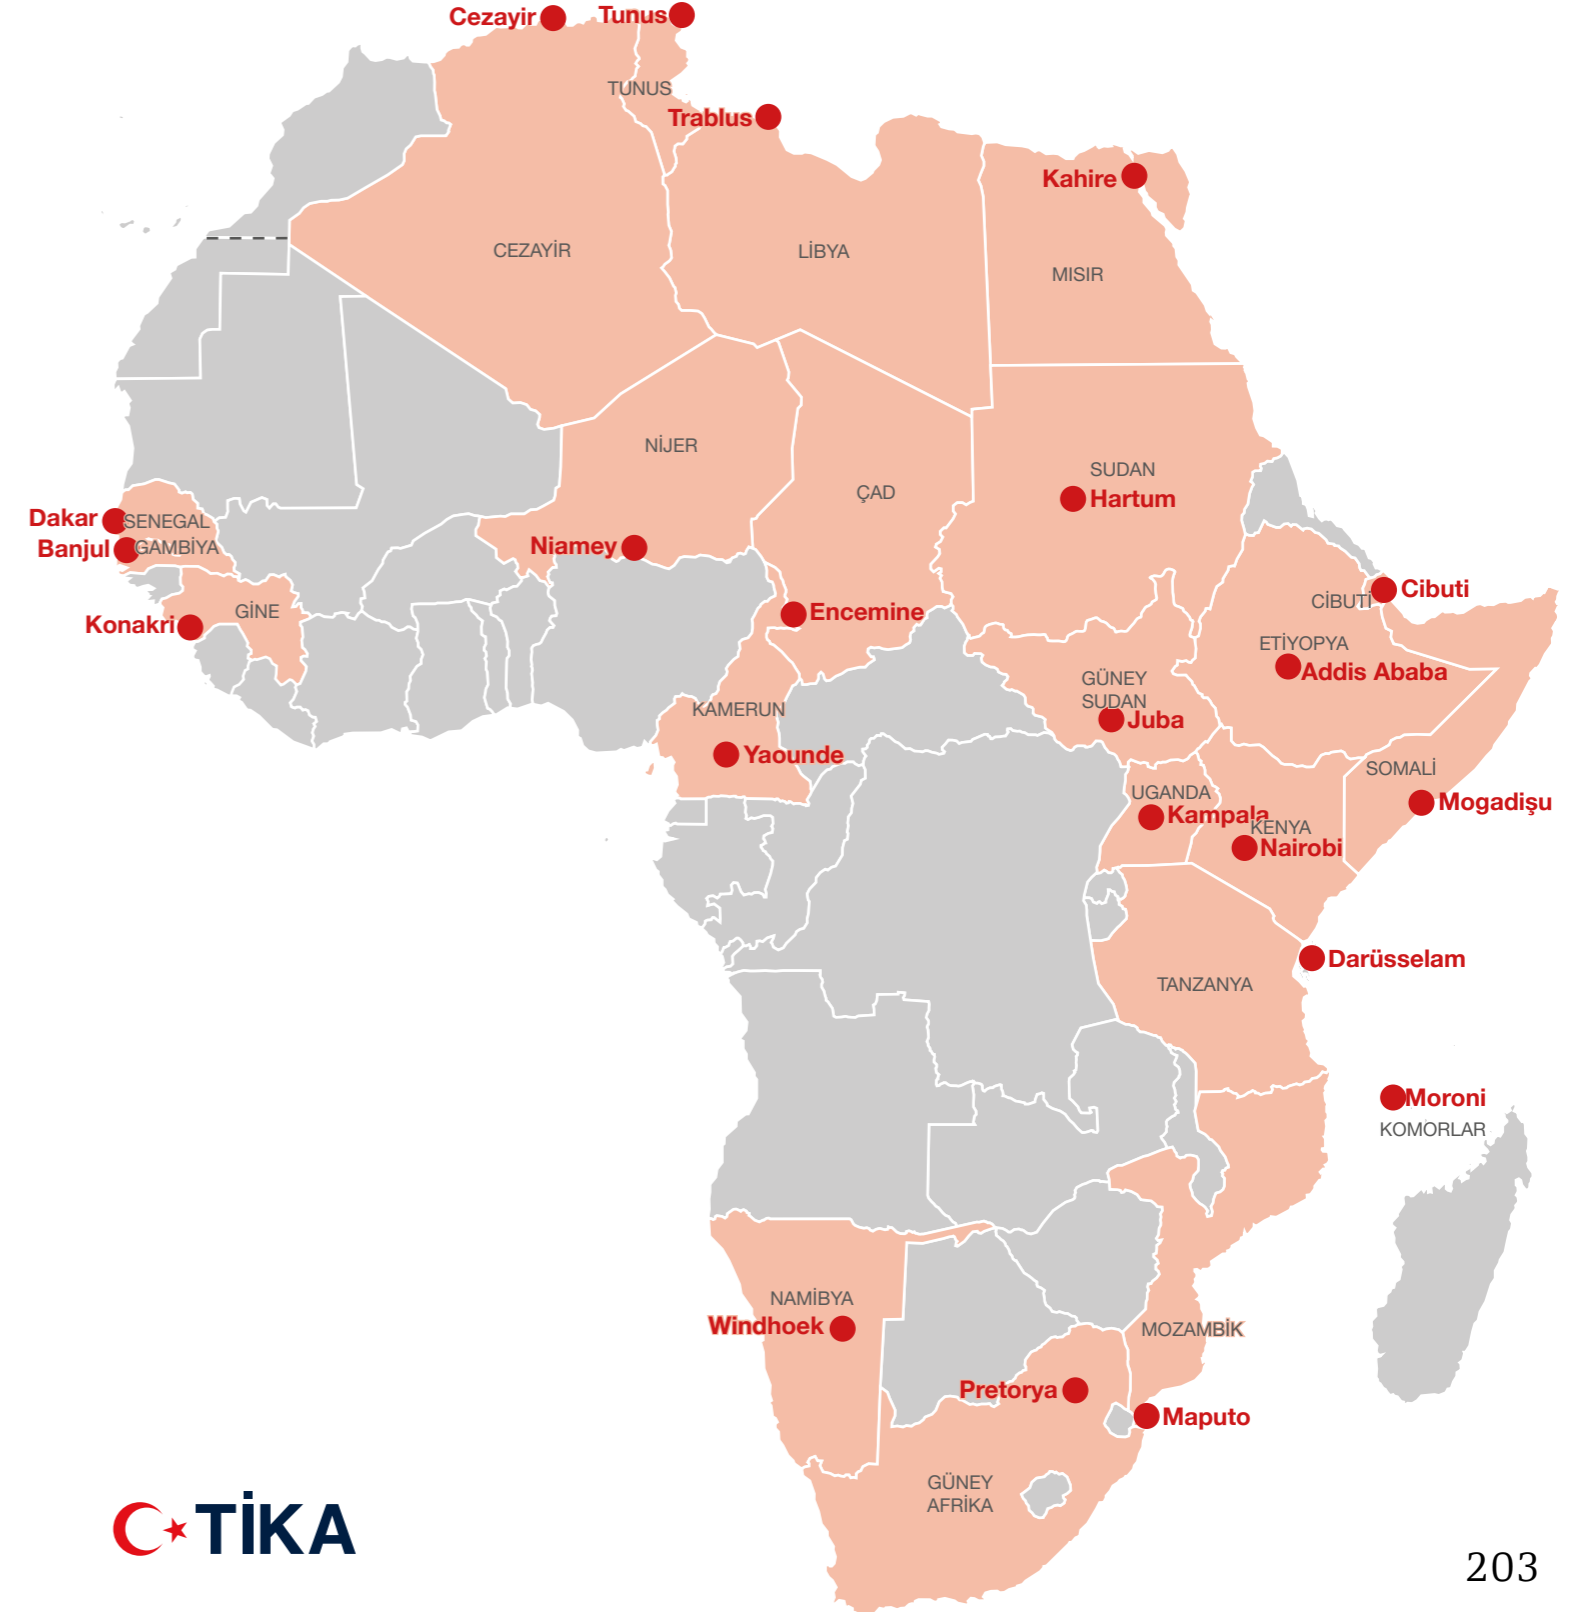 Cezayir
Tunus
TUNUS
Trablus
Kahire
CEZAYİR
LİBYA
MISIR
NİJER
SUDAN
ÇAD
Hartum
Dakar
SENEGAL
Banjul
GAMBİYA
Niamey
Cibuti
CİBUTİ
GİNE
Encemine
Konakri
ETİYOPYA
Addis Ababa
GÜNEY
SUDAN
KAMERUN
Juba
Yaounde
SOMALİ
UGANDA
Mogadişu
Kampala
KENYA
Nairobi
Darüsselam
TANZANYA
Moroni
KOMORLAR
NAMİBYA
Windhoek
MOZAMBİK
Pretorya
Maputo
GÜNEY
AFRİKA
TİKA
203